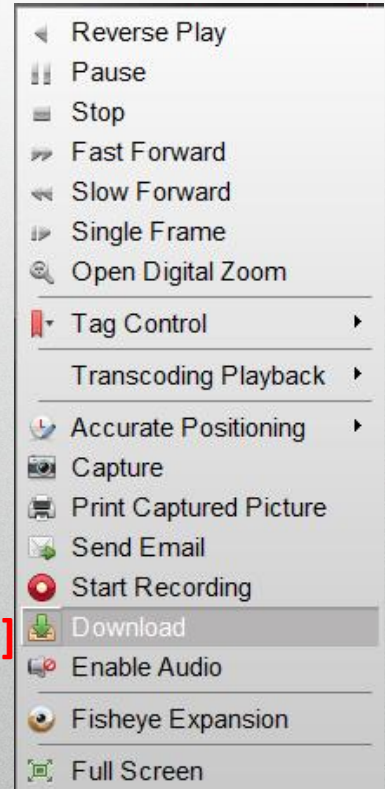 Reverse Play
Pause
Stop
Fast Forward
Slow Forward
Single Frame
Open Digital Zoom
Tag Control
Transcoding Playback
Accurate Positioning
Capture
Print Captured Picture
Send Email
Start Recording
]
Download
Enable Audio
Fisheye Expansion
Full Screen